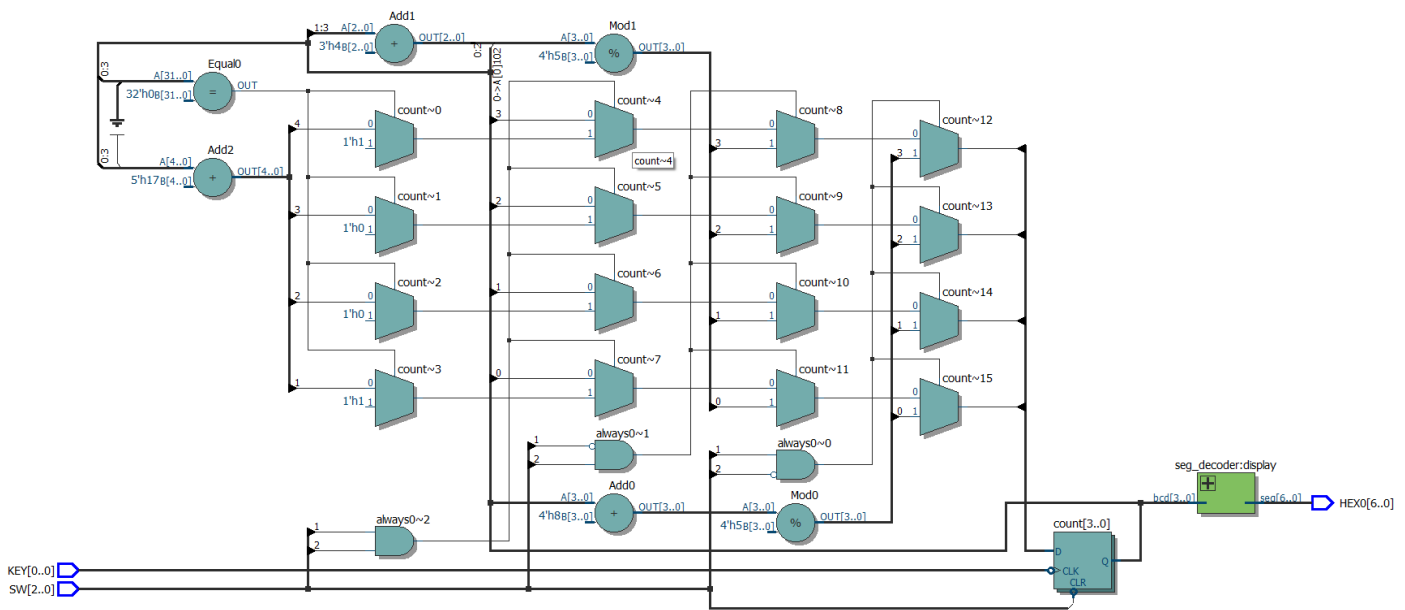 Add1
1:3 A[2..0] OUT[2..0]
3'h4 B[2..0]
Mod1
A[3..0] OUT[3..0]
4'h5 B[3..0]
0:2
0->A[0]102
0:3
Equal0
A[31..0] OUT
32'h0 B[31..0]
0:3
Add2
A[4..0] OUT[4..0]
5'h17 B[4..0]
count~0
4 0
1'h1 1
count~4
3 0
1
count~4
count~8
0
3 1
count~12
0
3 1
count~1
3 0
1'h0 1
count~5
2 0
1
count~9
0
2 1
count~13
0
2 1
count~2
2 0
1'h0 1
count~6
1 0
1
count~10
0
1 1
count~14
0
1 1
count~3
1 0
1'h1 1
count~7
0 0
1
count~11
0
0 1
count~15
0
0 1
always0~1
1
2
always0~0
1
2
Add0
A[3..0] OUT[3..0]
4'h8 B[3..0]
Mod0
A[3..0] OUT[3..0]
4'h5 B[3..0]
always0~2
1
2
seg_decoder:display
bcd[3..0] seg[6..0]
HEX0[6..0]
count[3..0]
D
Q
CLK
CLR
KEY[0..0]
SW[2..0]